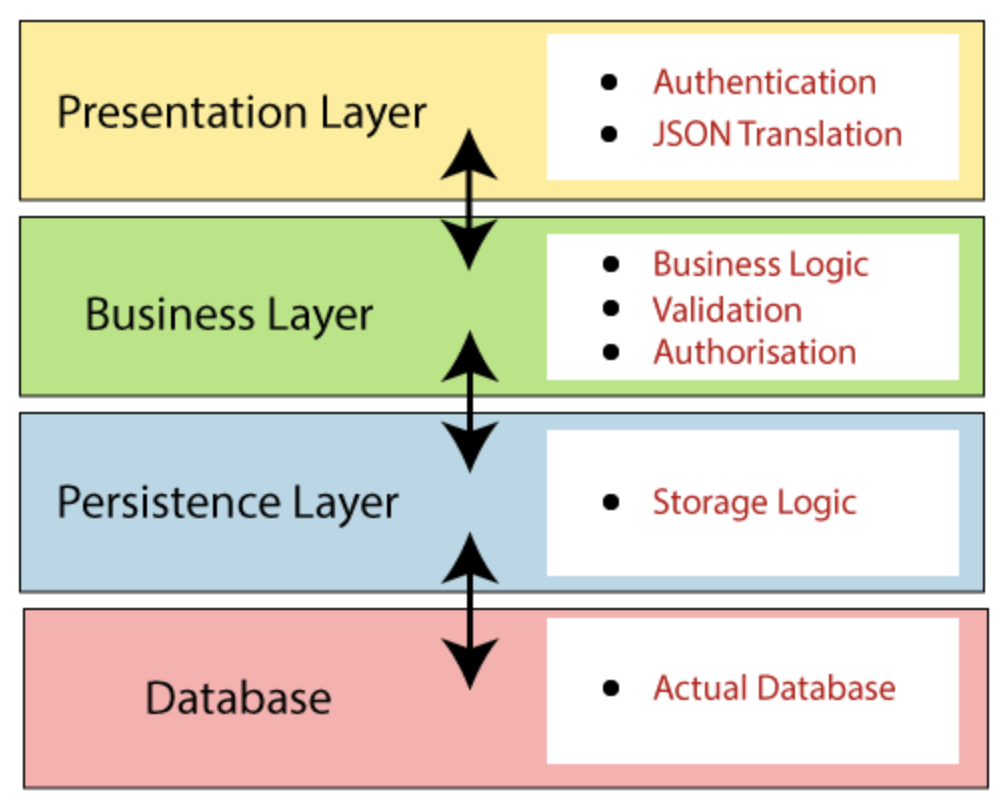 Presentation Layer
Authentication
JSON Translation
Business Layer
Business Logic
Validation
Authorisation
Persistence Layer
Storage Logic
Database
Actual Database